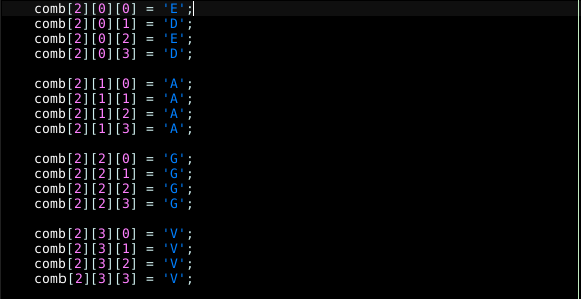 comb[2][0][0] = 'E';
comb[2][0][1] = 'D';
comb[2][0][2] = 'E';
comb[2][0][3] = 'D';
comb[2][1][0] = 'A';
comb[2][1][1] = 'A';
comb[2][1][2] = 'A';
comb[2][1][3] = 'A';
comb[2][2][0] = 'G';
comb[2][2][1] = 'G';
comb[2][2][2] = 'G';
comb[2][2][3] = 'G';
comb[2][3][0] = 'V';
comb[2][3][1] = 'V';
comb[2][3][2] = 'V';
comb[2][3][3] = 'V';